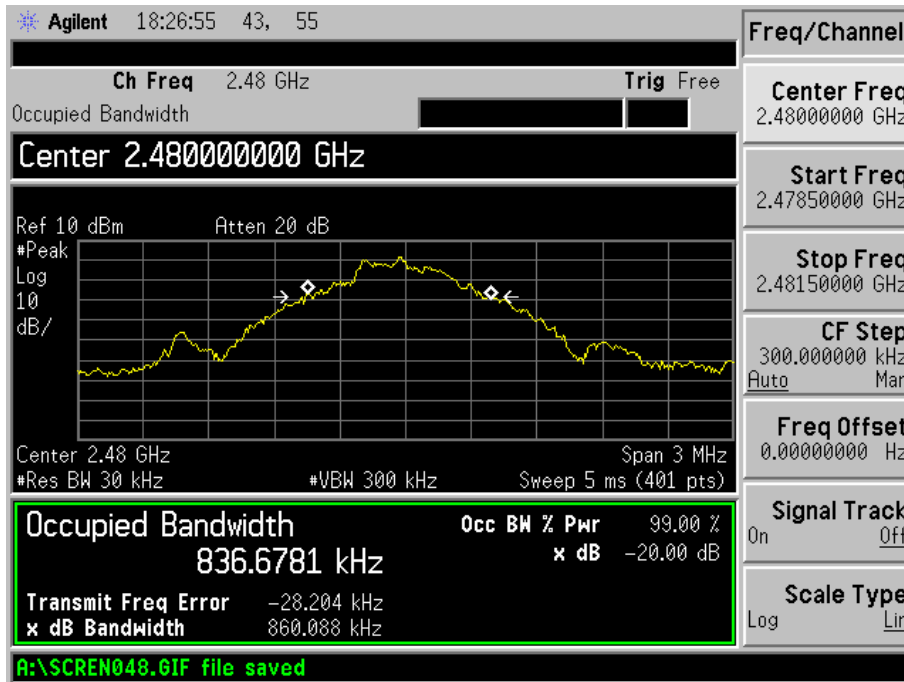 Agilent 18:26:55 43, 55
Ch Freq 2.48 GHz Trig Free
Occupied Bandwidth
Center 2.480000000 GHz
Ref 10 dBm Atten 20 dB
#Peak
Log
10
dB/
Center 2.48 GHz Span 3 MHz
#Res BW 30 kHz #VBW 300 kHz Sweep 5 ms (401 pts)
Occupied Bandwidth Occ BW % Pwr 99.00 %
836.6781 kHz x dB -20.00 dB
Transmit Freq Error -28.204 kHz
x dB Bandwidth 860.088 kHz
A:\SCREN048.GIF file saved
Freq/Channel
Center Freq
2.48000000 GHz
Start Freq
2.47850000 GHz
Stop Freq
2.48150000 GHz
CF Step
300.000000 kHz
Auto Man
Freq Offset
0.00000000 Hz
Signal Track
On Off
Scale Type
Log Lin